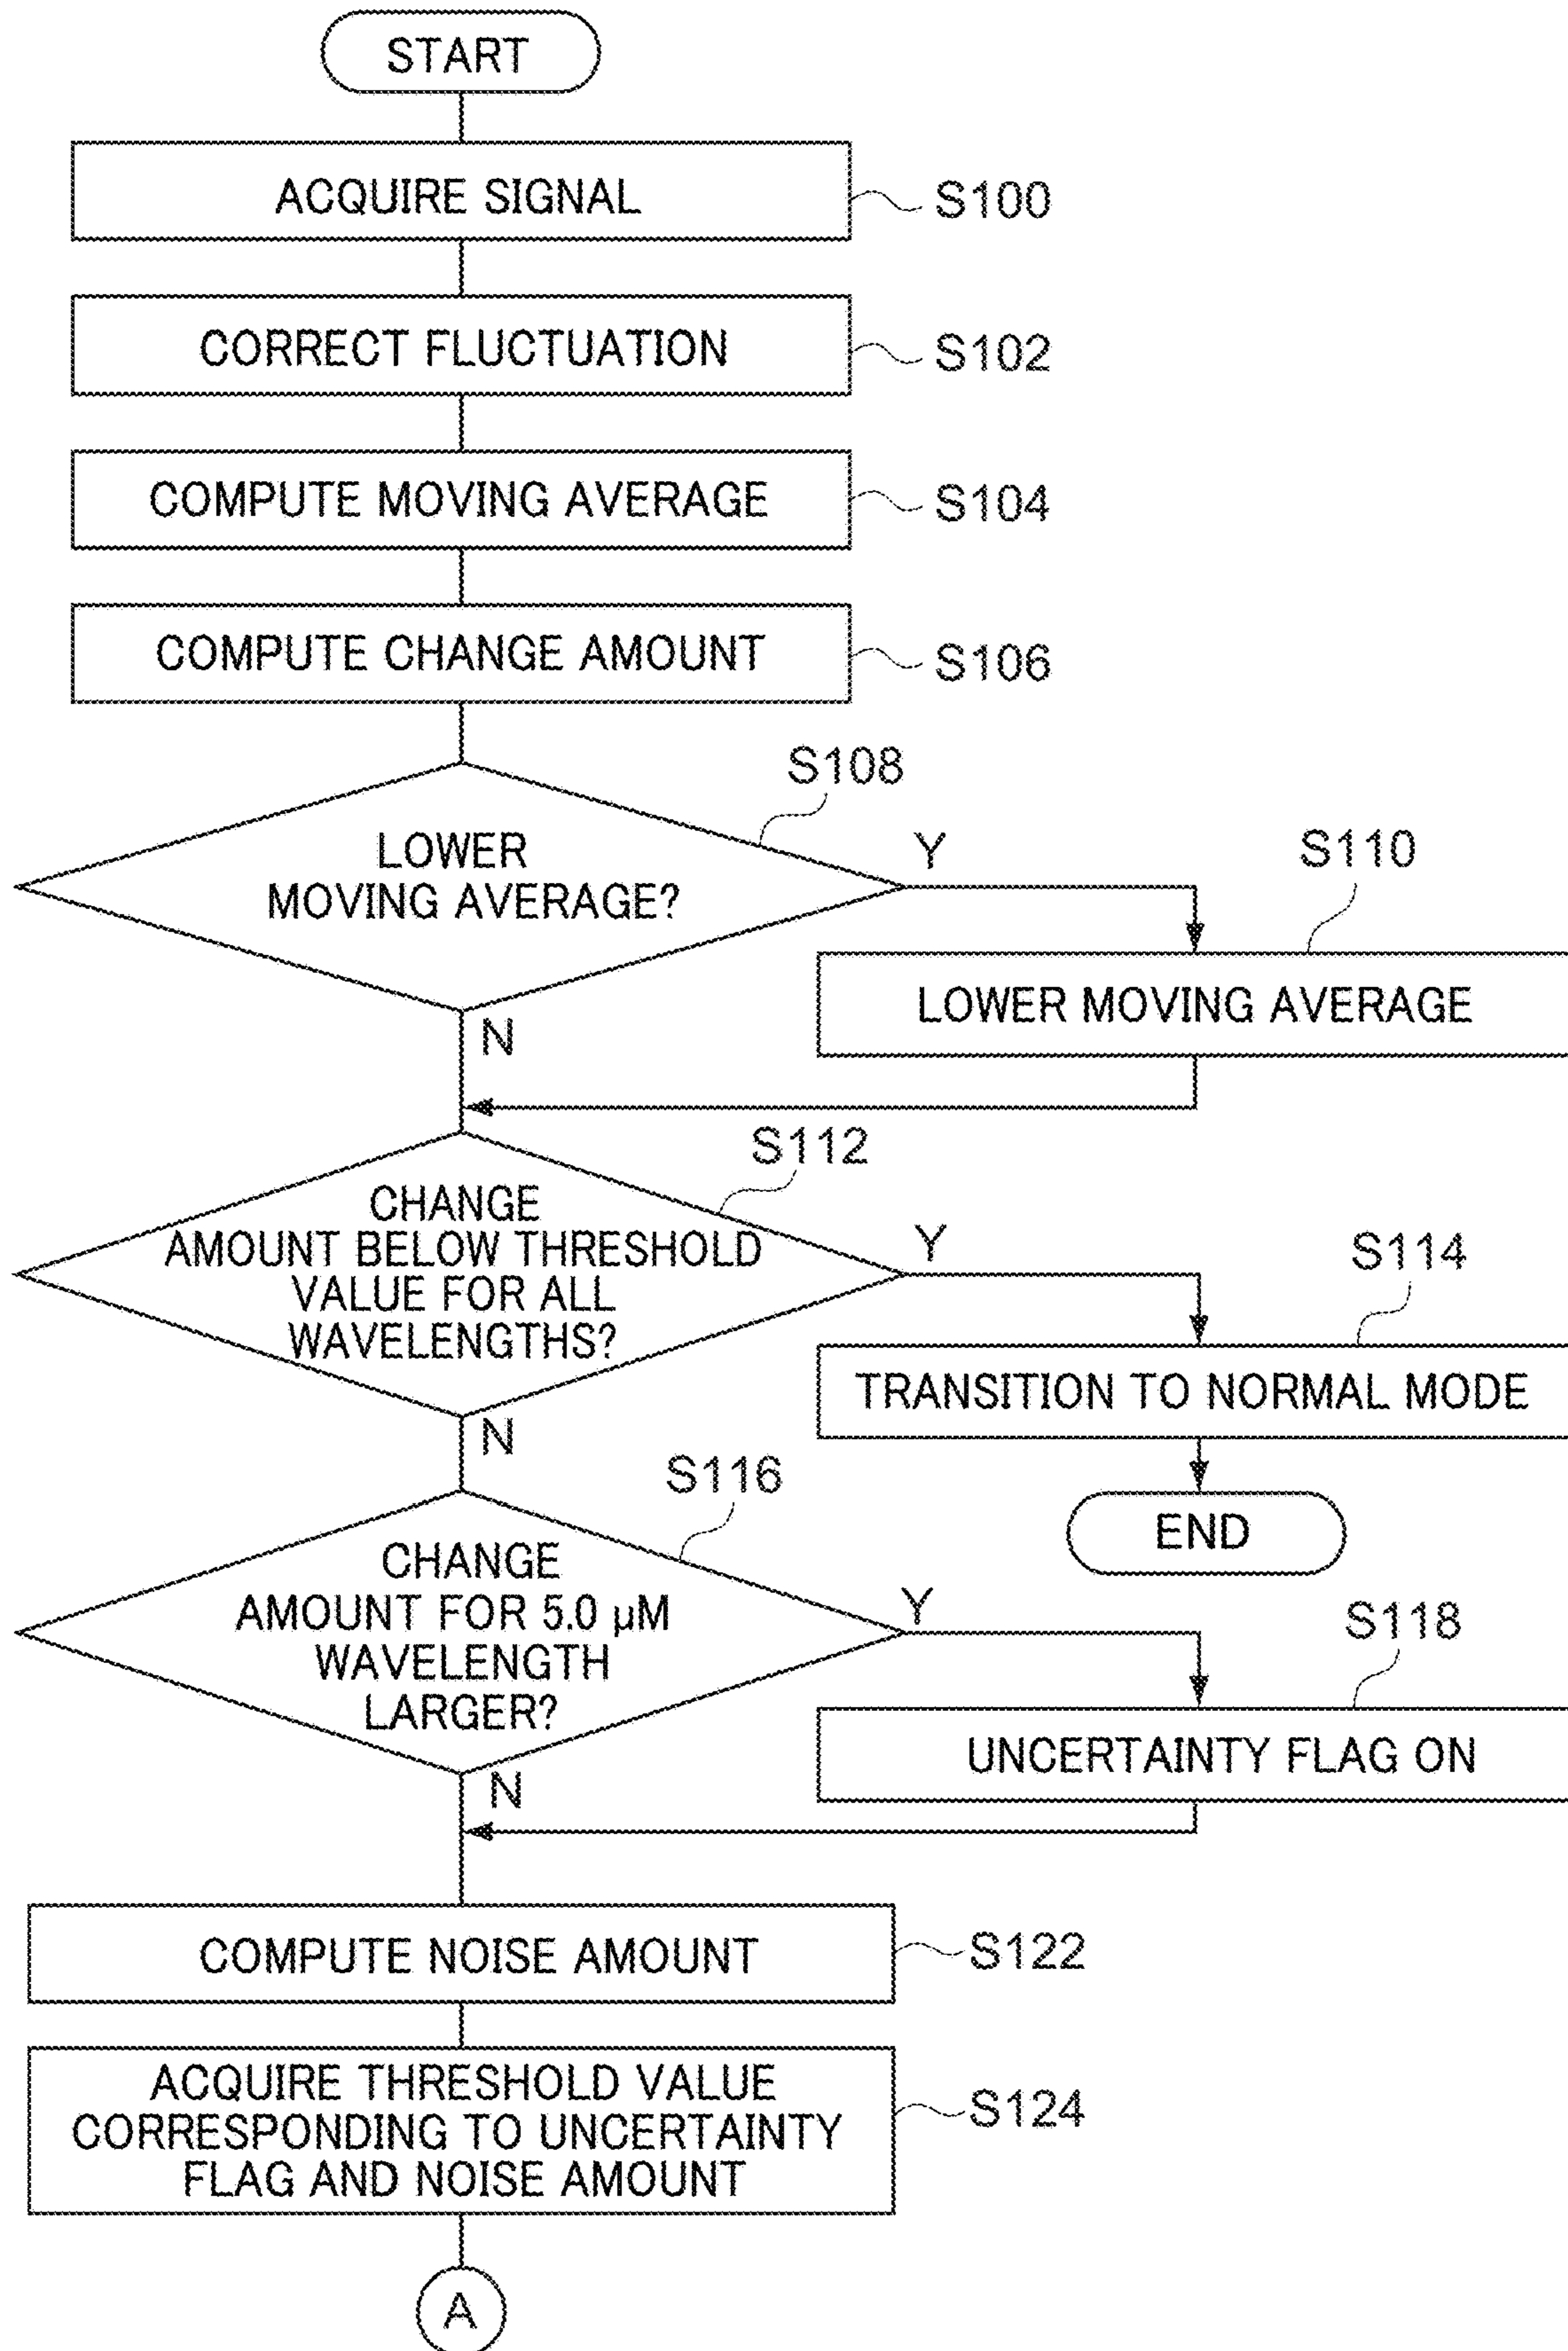 START
ACQUIRE SIGNAL
S100
CORRECT FLUCTUATION
S102
COMPUTE MOVING AVERAGE
S104
COMPUTE CHANGE AMOUNT
S106
S108
LOWER
MOVING AVERAGE?
Y
N
S110
LOWER MOVING AVERAGE
S112
CHANGE
AMOUNT BELOW THRESHOLD
VALUE FOR ALL
WAVELENGTHS?
Y
N
S114
TRANSITION TO NORMAL MODE
END
S116
CHANGE
AMOUNT FOR 5.0 µM
WAVELENGTH
LARGER?
Y
N
S118
UNCERTAINTY FLAG ON
COMPUTE NOISE AMOUNT
S122
ACQUIRE THRESHOLD VALUE
CORRESPONDING TO UNCERTAINTY
FLAG AND NOISE AMOUNT
S124
A